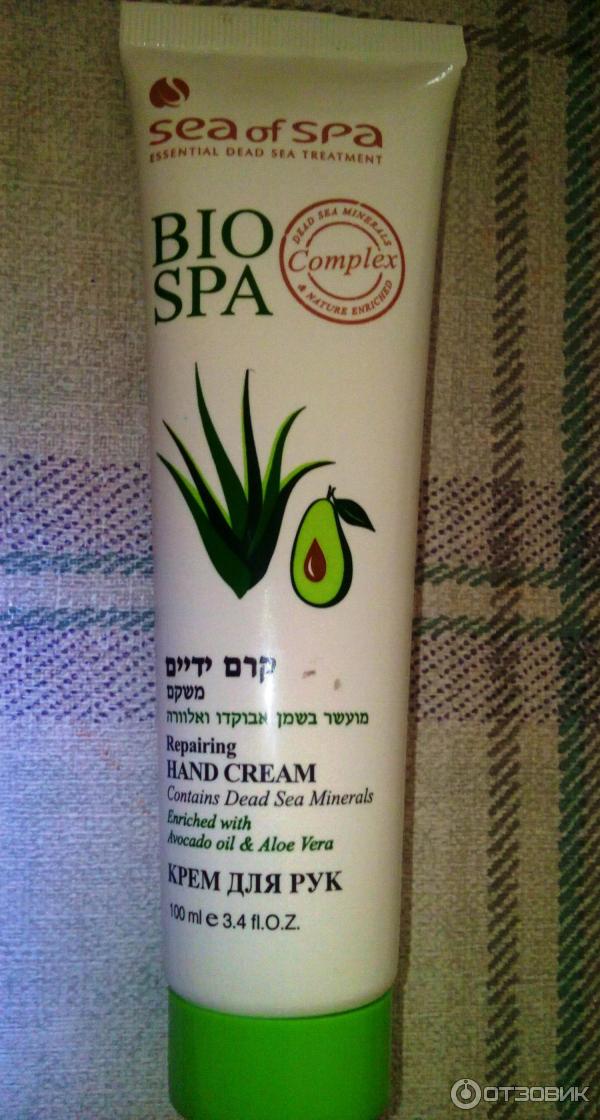 sea of spa
ESSENTIAL DEAD SEA TREATMENT
BIO
SPA
DEAD SEA MINERALS
Complex
& NATURE ENRICHED
קרם ידיים
משקם
מועשר בשמן אבוקדו ואלוורה
Repairing
HAND CREAM
Contains Dead Sea Minerals
Enriched with
Avocado oil & Aloe Vera
КРЕМ ДЛЯ РУК
100 ml e 3.4 fl.O.Z.
ОТЗОВИК